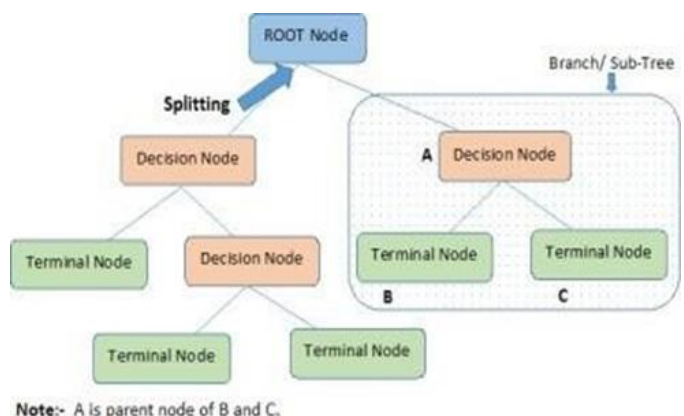 ROOT Node
Branch/ Sub-Tree
Splitting
Decision Node
A
Decision Node
Terminal Node
Decision Node
Terminal Node
Terminal Node
B
C
Terminal Node
Terminal Node
Note:- A is parent node of B and C.